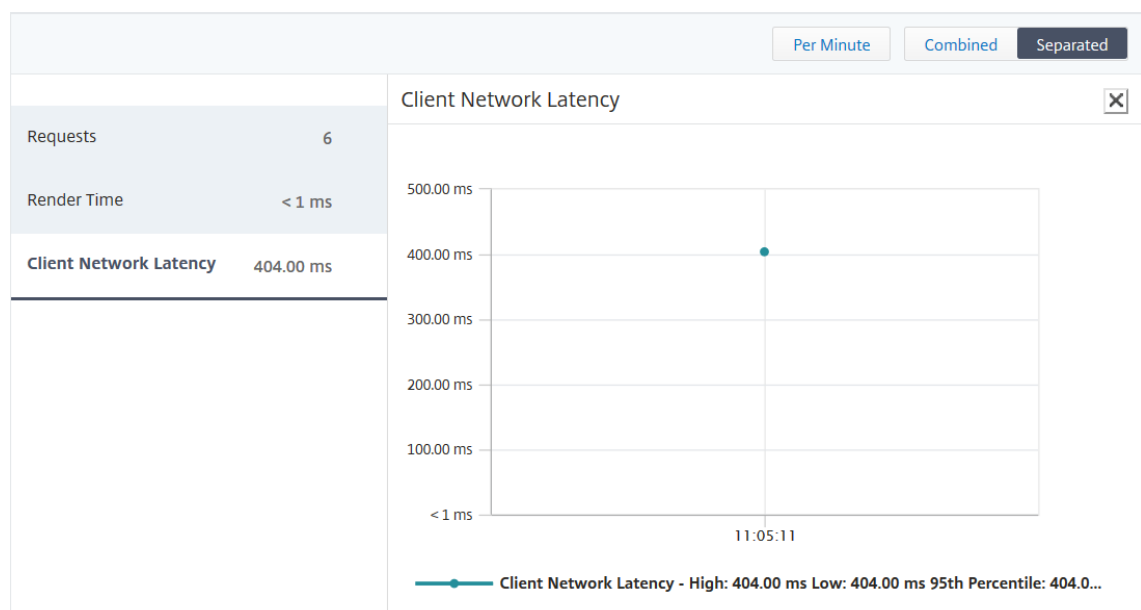 Per Minute Combined Separated
Client Network Latency
Requests 6
Render Time < 1 ms
Client Network Latency 404.00 ms
500.00 ms
400.00 ms
300.00 ms
200.00 ms
100.00 ms
< 1 ms
11:05:11
Client Network Latency - High: 404.00 ms Low: 404.00 ms 95th Percentile: 404.0...